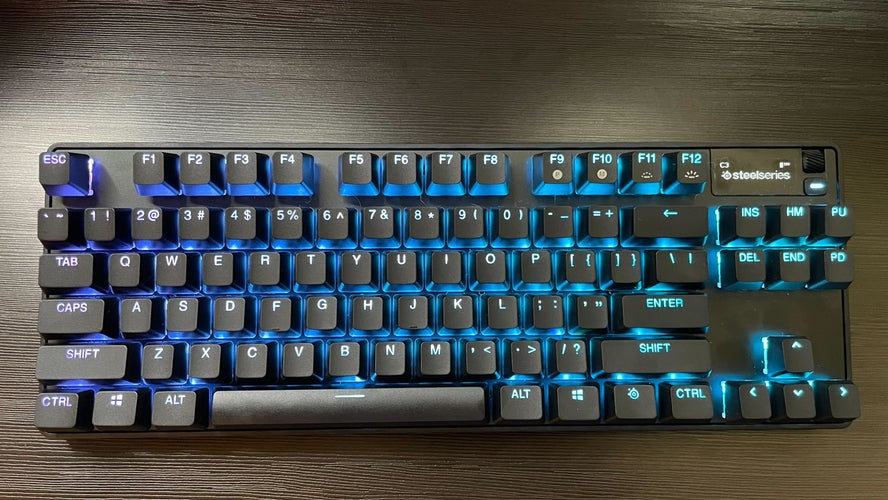 ESC F1 F2 F3 F4 F5 F6 F7 F8 F9 F10 F11 F12 C3
steelseries
` ~ 1 ! 2 @ 3 # 4 $ 5 % 6 ^ 7 & 8 * 9 ( 0 ) - _ = + ← INS HM PU
TAB Q W E R T Y U I O P [ { ] } \ | DEL END PD
CAPS A S D F G H J K L ; : ' " ENTER
SHIFT Z X C V B N M , < . > / ? SHIFT ^
CTRL ALT ALT CTRL < ⌄ >